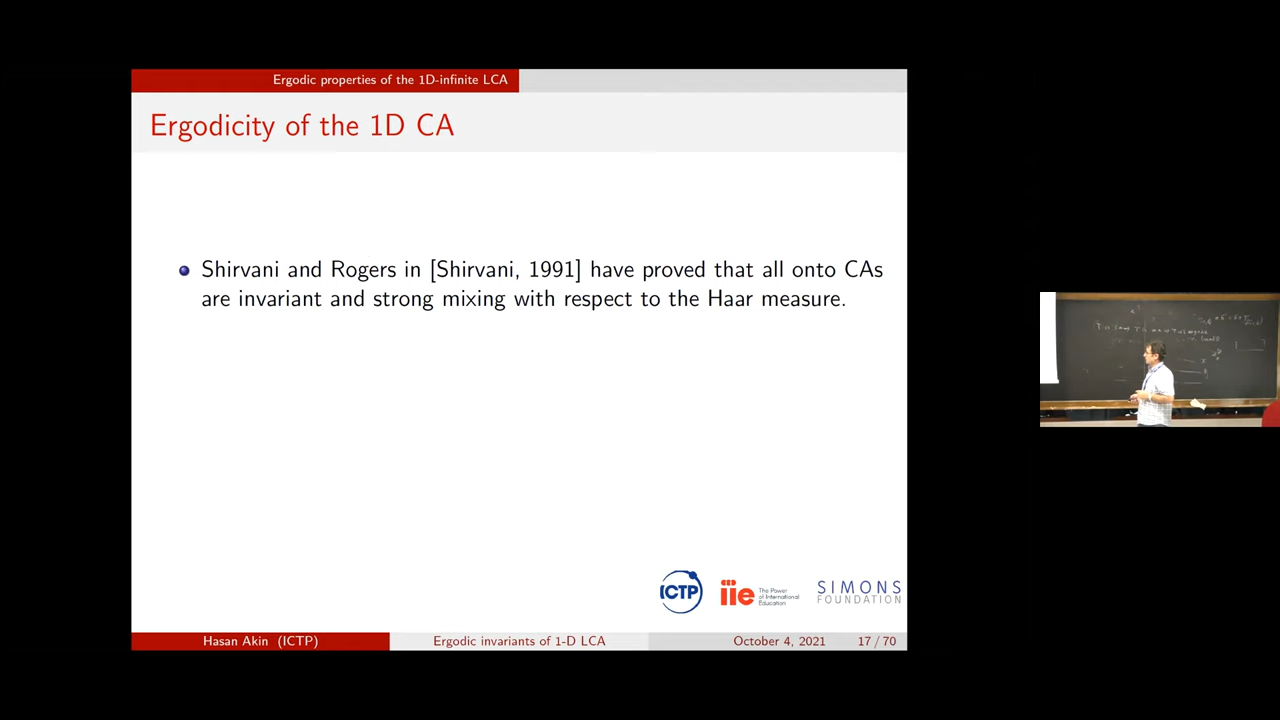 Ergodic properties of the 1D-infinite LCA
Ergodicity of the 1D CA
Shirvani and Rogers in [Shirvani, 1991] have proved that all onto CAs
are invariant and strong mixing with respect to the Haar measure.
ICTP
iie The Power
of International
Education
SIMONS
FOUNDATION
Hasan Akin (ICTP) Ergodic invariants of 1-D LCA October 4, 2021 17 / 70